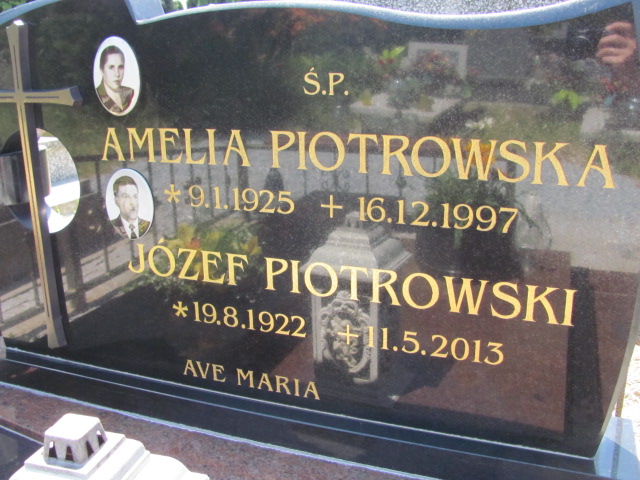 Ś.P.
AMELIA PIOTROWSKA
*9.1.1925 +16.12.1997
JÓZEF PIOTROWSKI
*19.8.1922 +11.5.2013
AVE MARIA